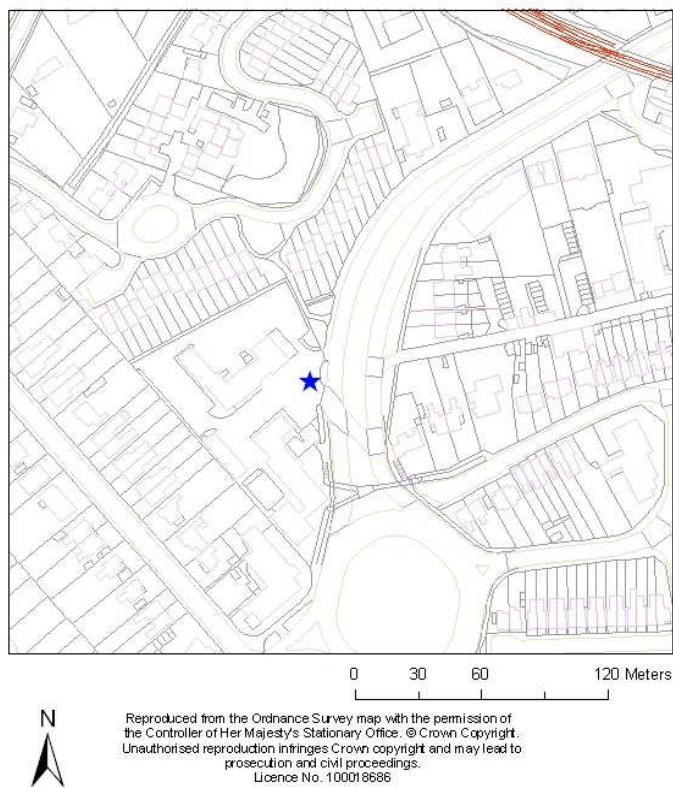 0 30 60 120 Meters
N
Reproduced from the Ordnance Survey map with the permission of
the Controller of Her Majesty's Stationary Office. © Crown Copyright.
Unauthorised reproduction infringes Crown copyright and may lead to
prosecution and civil proceedings.
Licence No. 100018686